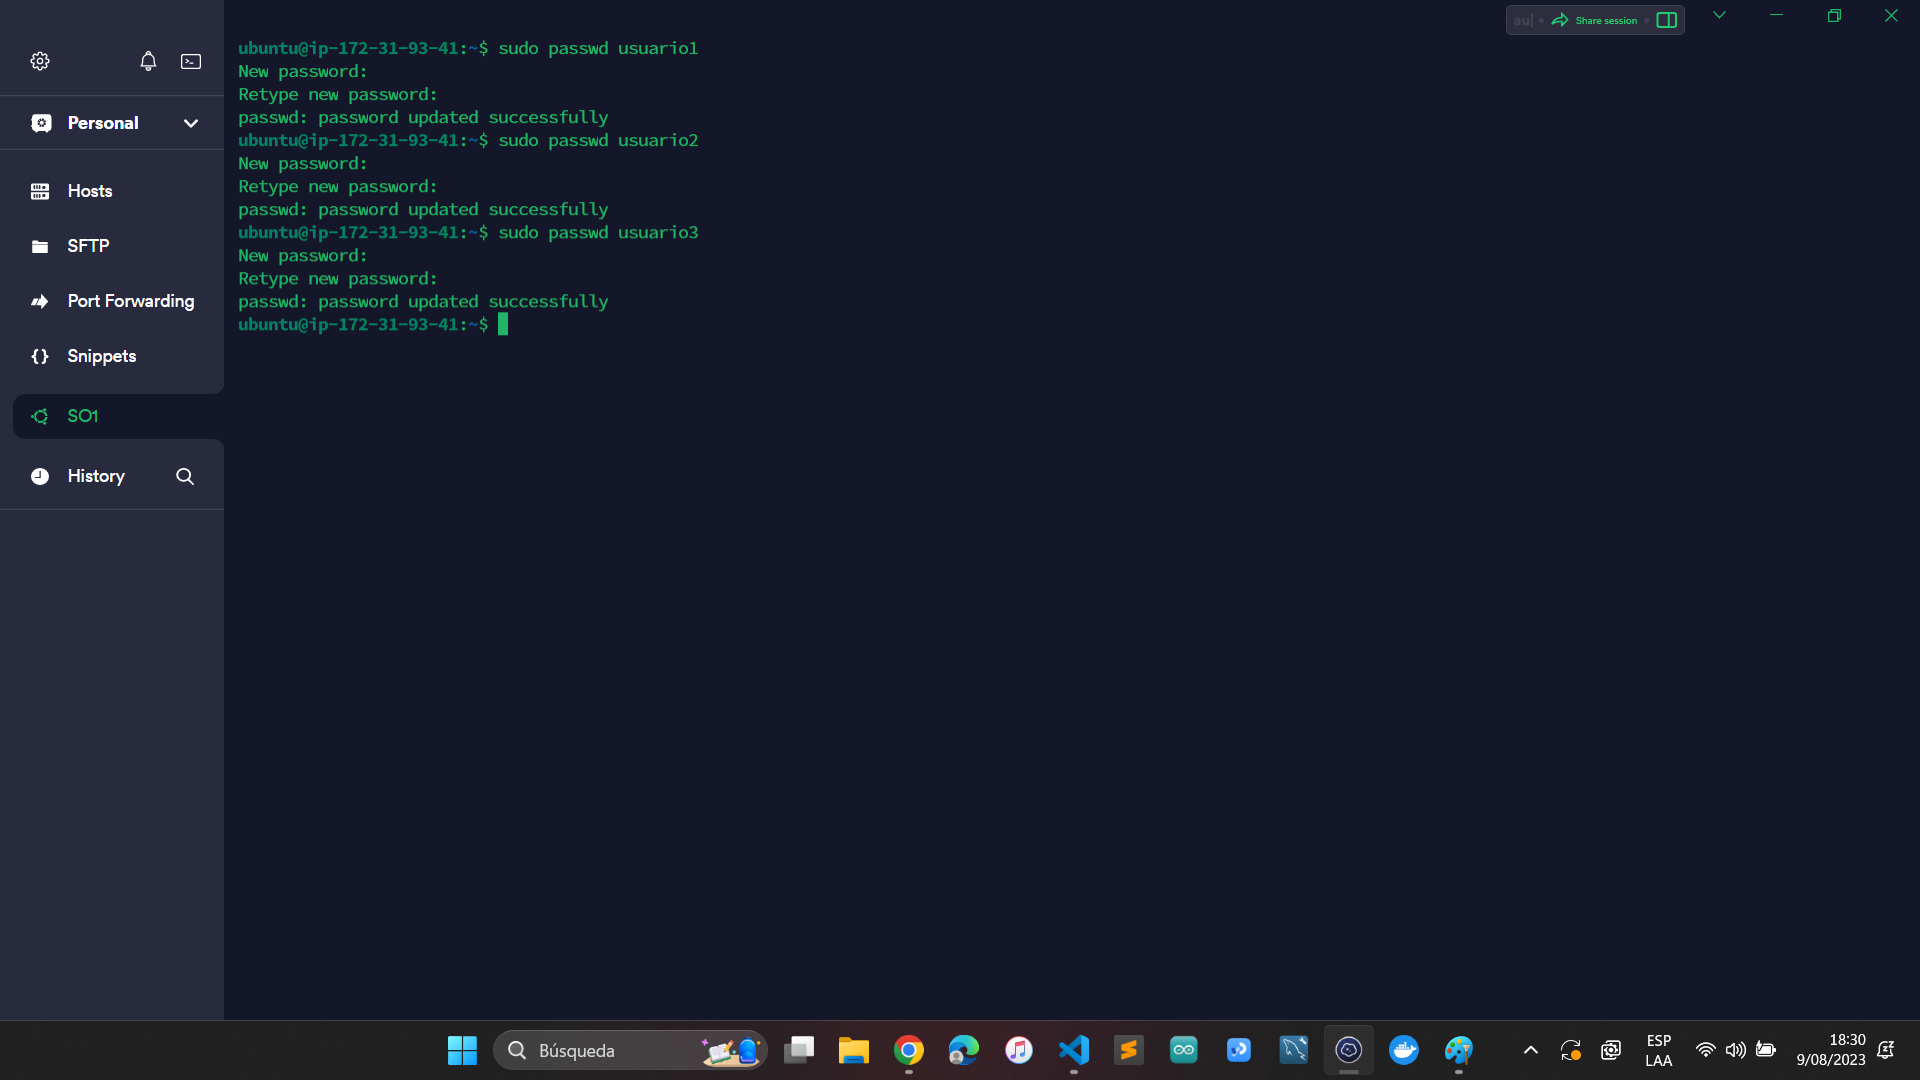 au
Share session
Personal
Hosts
SFTP
Port Forwarding
Snippets
SO1
History
ubuntu@ip-172-31-93-41:~$ sudo passwd usuario1
New password:
Retype new password:
passwd: password updated successfully
ubuntu@ip-172-31-93-41:~$ sudo passwd usuario2
New password:
Retype new password:
passwd: password updated successfully
ubuntu@ip-172-31-93-41:~$ sudo passwd usuario3
New password:
Retype new password:
passwd: password updated successfully
ubuntu@ip-172-31-93-41:~$
Búsqueda
ESP
LAA
18:30
9/08/2023